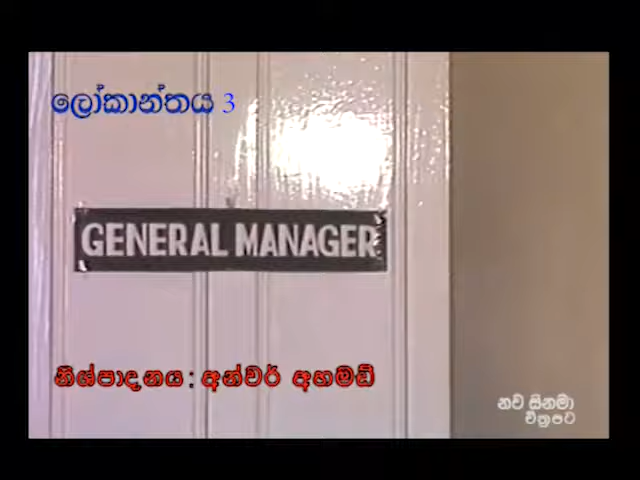 ලෝකාන්තය 3
GENERAL MANAGER
නිශ්පාදනය : අන්වර් අහමඩ්
නව සිනමා
චිත්‍රපට